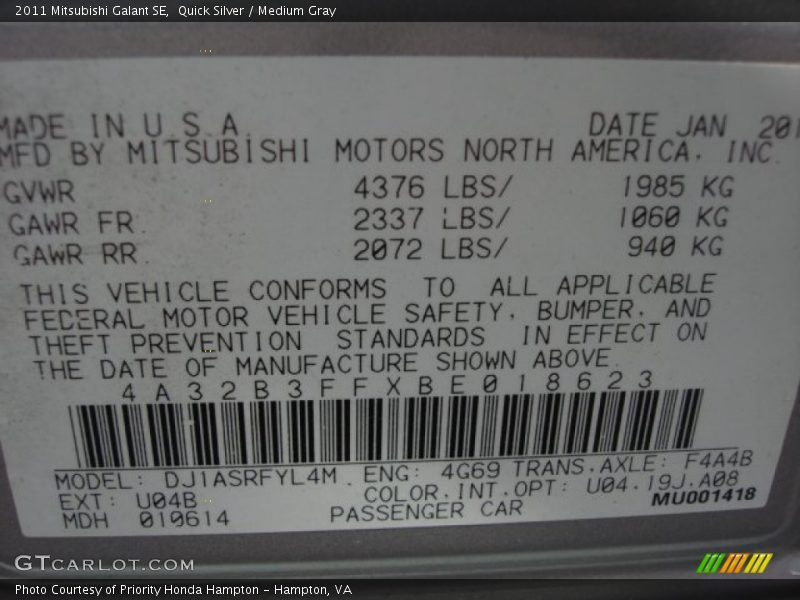 2011 Mitsubishi Galant SE, Quick Silver / Medium Gray
MADE IN U.S.A. DATE JAN 201
MFD BY MITSUBISHI MOTORS NORTH AMERICA. INC.
GVWR 4376 LBS/ 1985 KG
GAWR FR. 2337 LBS/ 1060 KG
GAWR RR. 2072 LBS/ 940 KG
THIS VEHICLE CONFORMS TO ALL APPLICABLE
FEDERAL MOTOR VEHICLE SAFETY. BUMPER. AND
THEFT PREVENTION STANDARDS IN EFFECT ON
THE DATE OF MANUFACTURE SHOWN ABOVE.
4A32B3FFXBE018623
MODEL: DJ1ASRFYL4M. ENG: 4G69 TRANS.AXLE: F4A4B
EXT: U04B COLOR.INT.OPT: U04.19J.A08
MDH 010614 PASSENGER CAR MU001418
GTCARLOT.COM
Photo Courtesy of Priority Honda Hampton - Hampton, VA